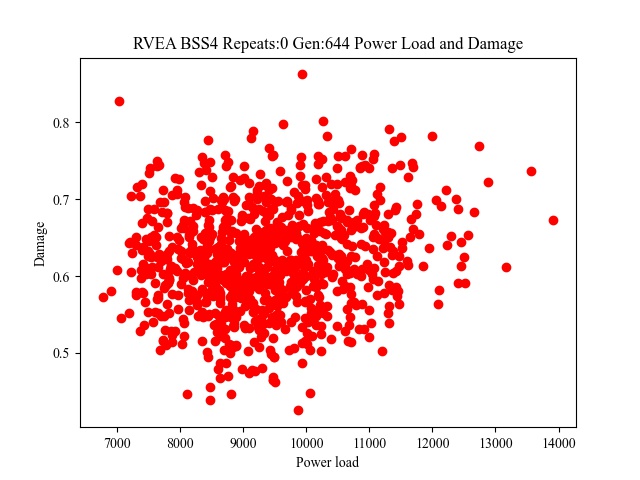 RVEA BSS4 Repeats:0 Gen:644 Power Load and Damage
0.8
0.7
0.6
0.5
Damage
7000 8000 9000 10000 11000 12000 13000 14000
Power load